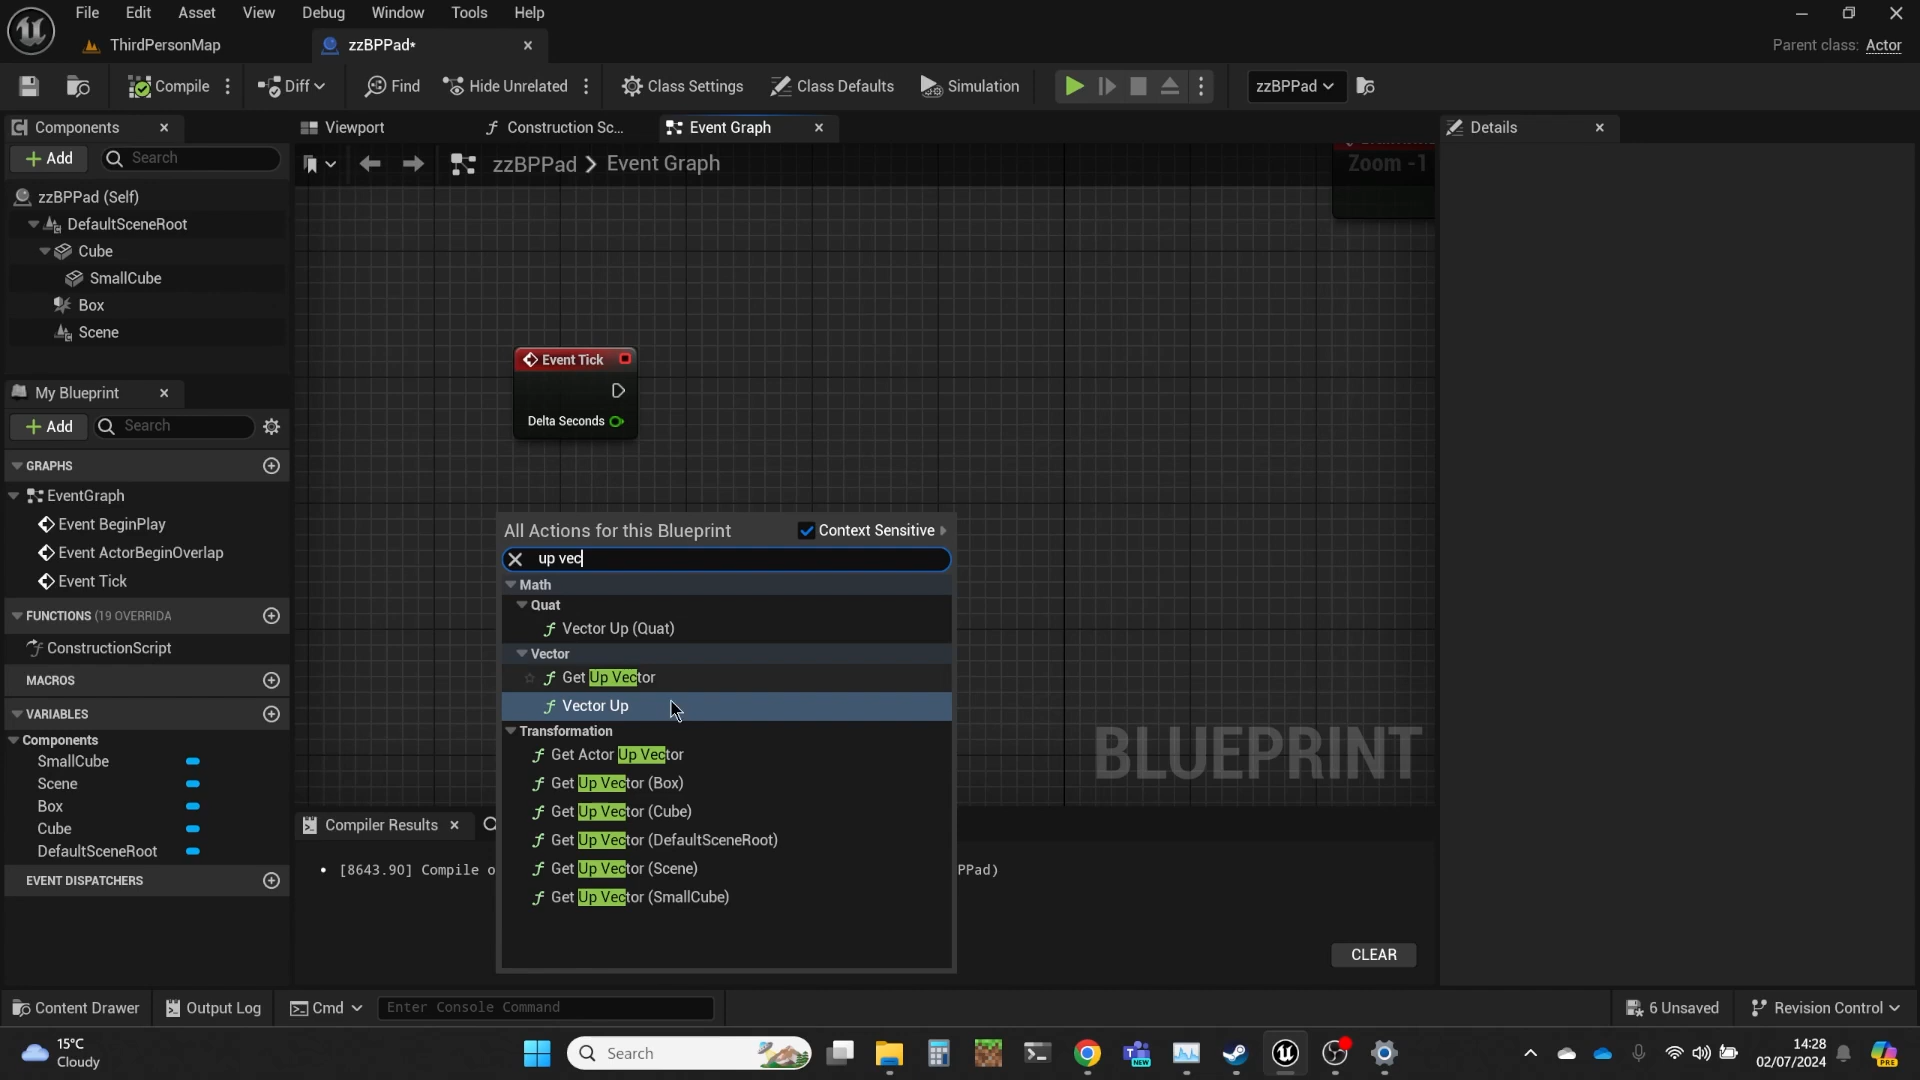 File Edit Asset View Debug Window Tools Help
ThirdPersonMap
zzBPPad*
Parent class: Actor
Compile
Diff
Find
Hide Unrelated
Class Settings
Class Defaults
Simulation
zzBPPad
Components
Viewport
Construction Sc...
Event Graph
Details
Add
Search
zzBPPad > Event Graph
Zoom -1
zzBPPad (Self)
DefaultSceneRoot
Cube
SmallCube
Box
Scene
Event Tick
Delta Seconds
My Blueprint
Add
Search
GRAPHS
EventGraph
Event BeginPlay
Event ActorBeginOverlap
Event Tick
FUNCTIONS (19 OVERRIDA
ConstructionScript
MACROS
VARIABLES
Components
SmallCube
Scene
Box
Cube
DefaultSceneRoot
EVENT DISPATCHERS
All Actions for this Blueprint
Context Sensitive
up vec
Math
Quat
Vector Up (Quat)
Vector
Get Up Vector
Vector Up
Transformation
Get Actor Up Vector
Get Up Vector (Box)
Get Up Vector (Cube)
Get Up Vector (DefaultSceneRoot)
Get Up Vector (Scene)
Get Up Vector (SmallCube)
BLUEPRINT
Compiler Results
[8643.90] Compile o
PPad)
CLEAR
Content Drawer
Output Log
Cmd
Enter Console Command
6 Unsaved
Revision Control
15°C
Cloudy
Search
NEW
14:28
02/07/2024
PRE